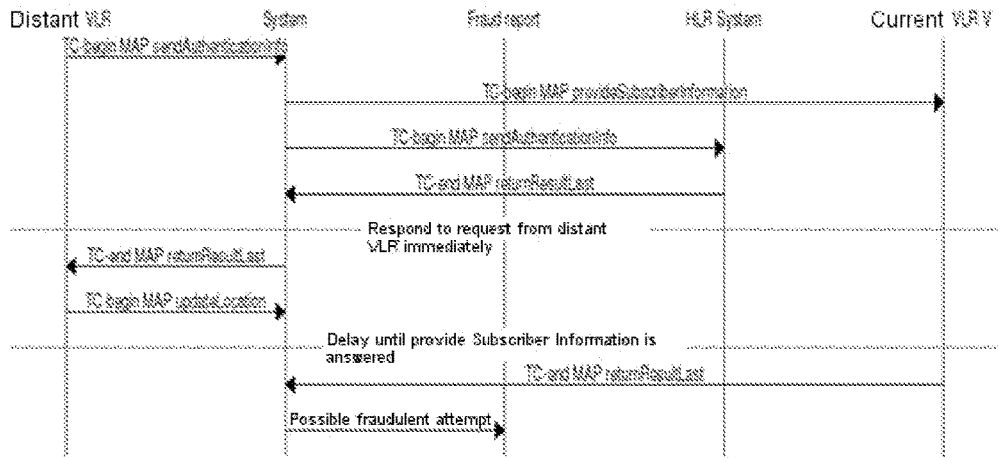 Distant VLR System Fraud report HLR System Current VLR V
TC-begin MAP sendAuthenticationInfo
TC-begin MAP provideSubscriberInformation
TC-begin MAP sendAuthenticationInfo
TC-end MAP returnResultLast
Respond to request from distant
VLR immediately
TC-end MAP returnResultLast
TC-begin MAP updateLocation
Delay until provide Subscriber Information is
answered
TC-end MAP returnResultLast
Possible fraudulent attempt